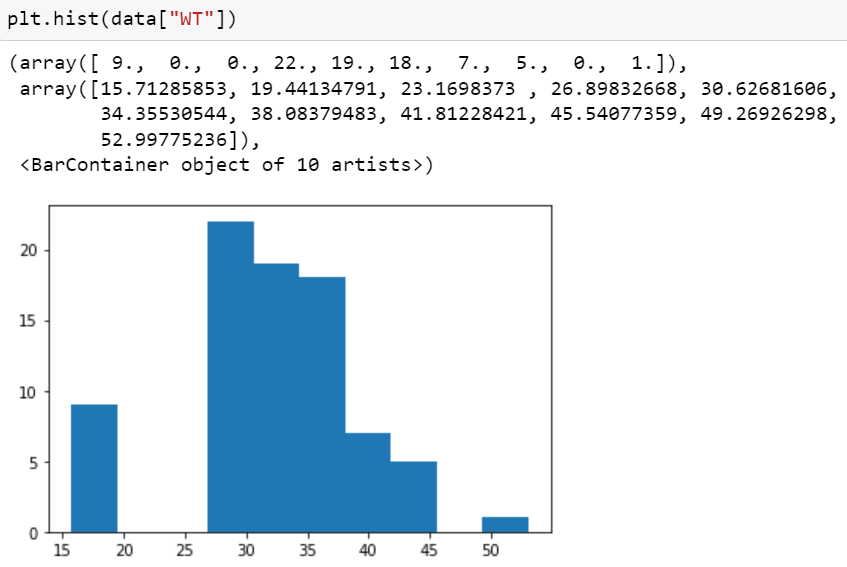 plt.hist(data["WT"])
(array([ 9.,  0.,  0., 22., 19., 18.,  7.,  5.,  0.,  1.]),
array([15.71285853, 19.44134791, 23.1698373 , 26.89832668, 30.62681606,
34.35530544, 38.08379483, 41.81228421, 45.54077359, 49.26926298,
52.99775236]),
<BarContainer object of 10 artists>)
20
15
10
5
0
15 20 25 30 35 40 45 50